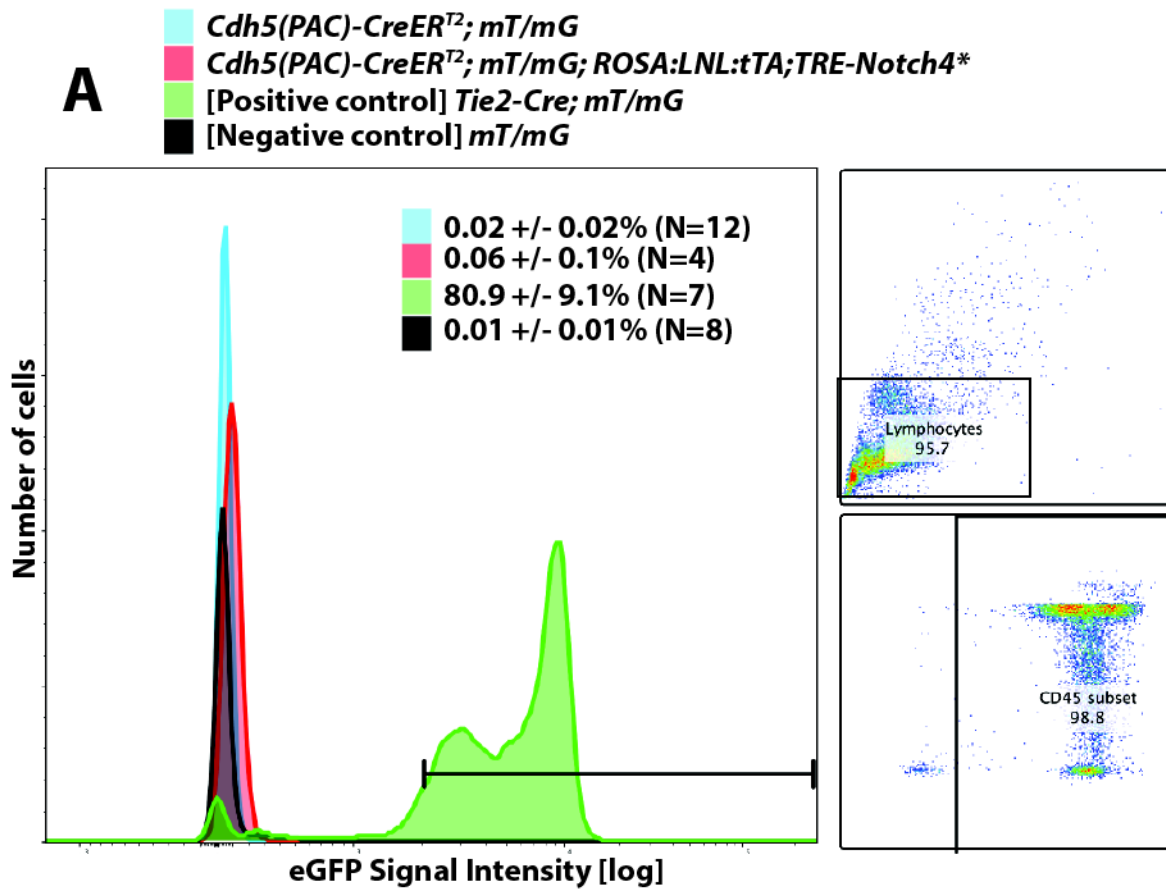 A
Cdh5(PAC)-CreERT2; mT/mG
Cdh5(PAC)-CreERT2; mT/mG; ROSA:LNL:tTA;TRE-Notch4*
[Positive control] Tie2-Cre; mT/mG
[Negative control] mT/mG
0.02 +/- 0.02% (N=12)
0.06 +/- 0.1% (N=4)
80.9 +/- 9.1% (N=7)
0.01 +/- 0.01% (N=8)
Number of cells
eGFP Signal Intensity [log]
Lymphocytes
95.7
CD45 subset
98.8